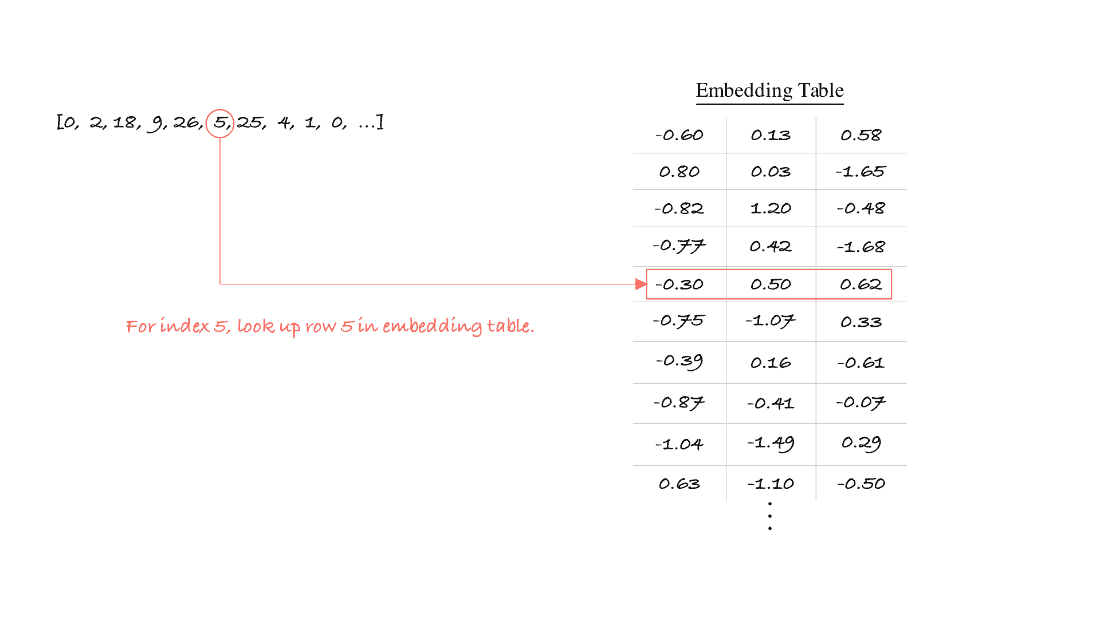 Embedding Table
[0, 2, 18, 9, 26, 5, 25, 4, 1, 0, ...]
-0.60 0.13 0.58
0.80 0.03 -1.65
-0.82 1.20 -0.48
-0.77 0.42 -1.68
-0.30 0.50 0.62
For index 5, look up row 5 in embedding table.
-0.75 -1.07 0.33
-0.39 0.16 -0.61
-0.87 -0.41 -0.07
-1.04 -1.49 0.29
0.63 -1.10 -0.50